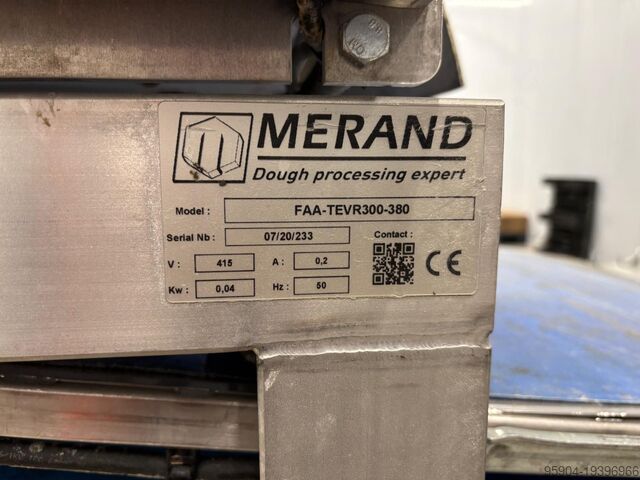 MERAND
Dough processing expert
Model : FAA-TEVR300-380
Serial Nb : 07/20/233 Contact :
V : 415 A : 0,2
Kw : 0,04 Hz : 50
CE
95904-19396966